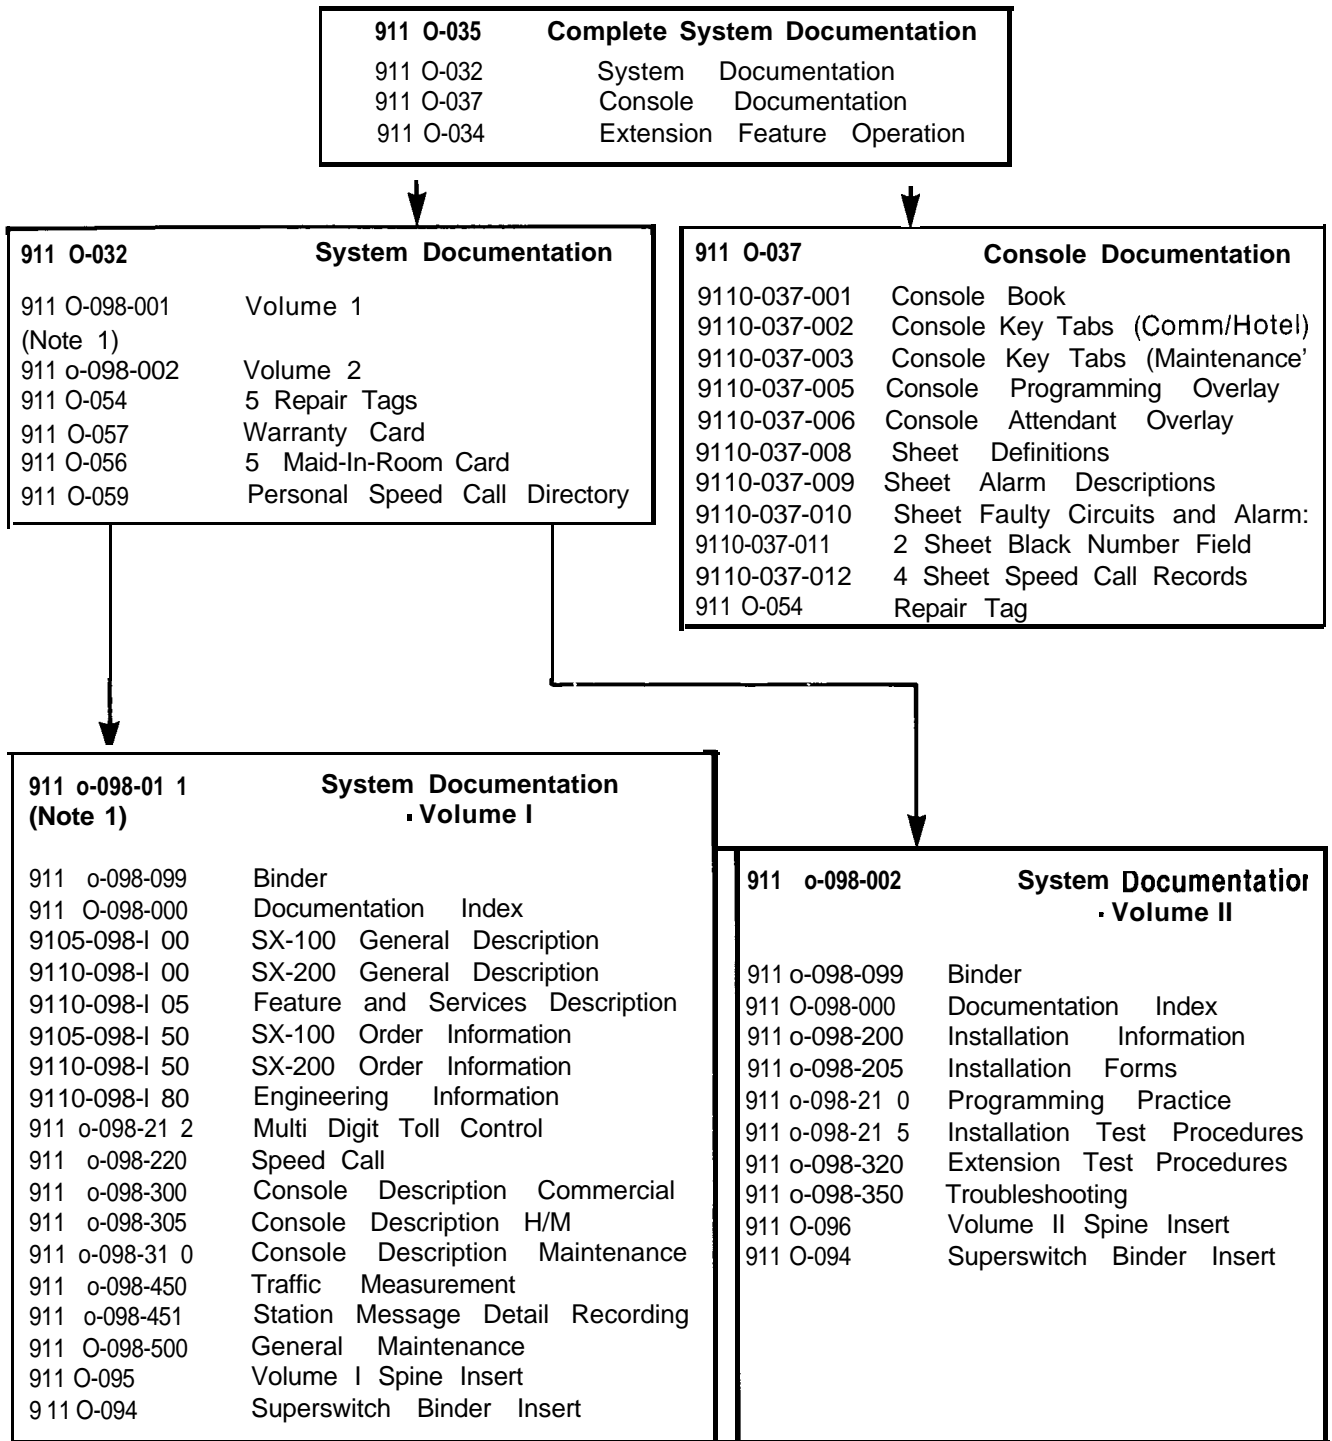 911 O-035 Complete System Documentation
911 O-032 System Documentation
911 O-037 Console Documentation
911 O-034 Extension Feature Operation
911 O-032 System Documentation
911 O-098-001 Volume 1
(Note 1)
911 o-098-002 Volume 2
911 O-054 5 Repair Tags
911 O-057 Warranty Card
911 O-056 5 Maid-In-Room Card
911 O-059 Personal Speed Call Directory
911 O-037 Console Documentation
9110-037-001 Console Book
9110-037-002 Console Key Tabs (Comm/Hotel)
9110-037-003 Console Key Tabs (Maintenance'
9110-037-005 Console Programming Overlay
9110-037-006 Console Attendant Overlay
9110-037-008 Sheet Definitions
9110-037-009 Sheet Alarm Descriptions
9110-037-010 Sheet Faulty Circuits and Alarm:
9110-037-011 2 Sheet Black Number Field
9110-037-012 4 Sheet Speed Call Records
911 O-054 Repair Tag
911 o-098-01 1 System Documentation
(Note 1) ▪ Volume I
911 o-098-099 Binder
911 O-098-000 Documentation Index
9105-098-I 00 SX-100 General Description
9110-098-I 00 SX-200 General Description
9110-098-I 05 Feature and Services Description
9105-098-I 50 SX-100 Order Information
9110-098-I 50 SX-200 Order Information
9110-098-I 80 Engineering Information
911 o-098-21 2 Multi Digit Toll Control
911 o-098-220 Speed Call
911 o-098-300 Console Description Commercial
911 o-098-305 Console Description H/M
911 o-098-31 0 Console Description Maintenance
911 o-098-450 Traffic Measurement
911 o-098-451 Station Message Detail Recording
911 O-098-500 General Maintenance
911 O-095 Volume I Spine Insert
9 11 O-094 Superswitch Binder Insert
911 o-098-002 System Documentatior
▪ Volume II
911 o-098-099 Binder
911 O-098-000 Documentation Index
911 o-098-200 Installation Information
911 o-098-205 Installation Forms
911 o-098-21 0 Programming Practice
911 o-098-21 5 Installation Test Procedures
911 o-098-320 Extension Test Procedures
911 o-098-350 Troubleshooting
911 O-096 Volume II Spine Insert
911 O-094 Superswitch Binder Insert